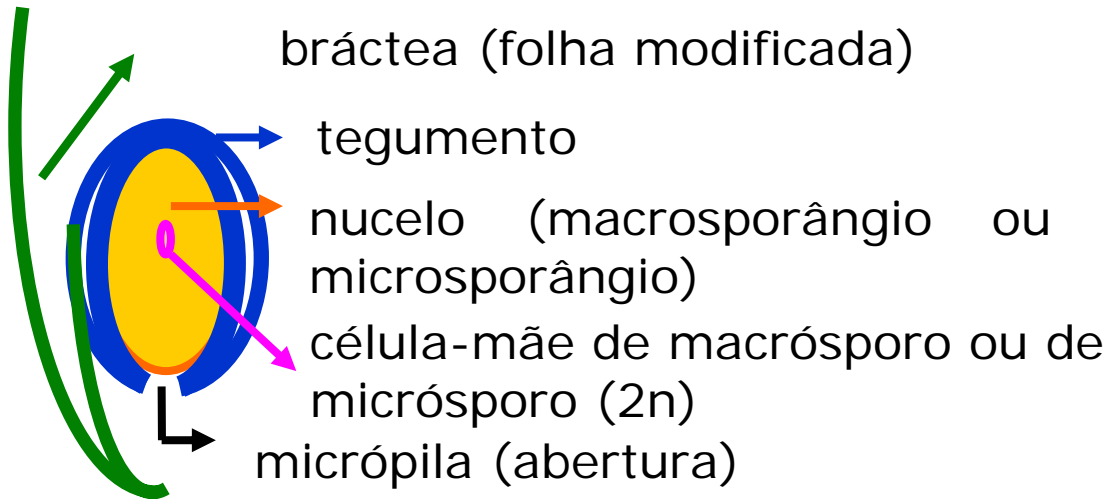 bráctea (folha modificada)
tegumento
nucelo (macrosporângio ou
microsporângio)
célula-mãe de macrósporo ou de
micrósporo (2n)
micrópila (abertura)